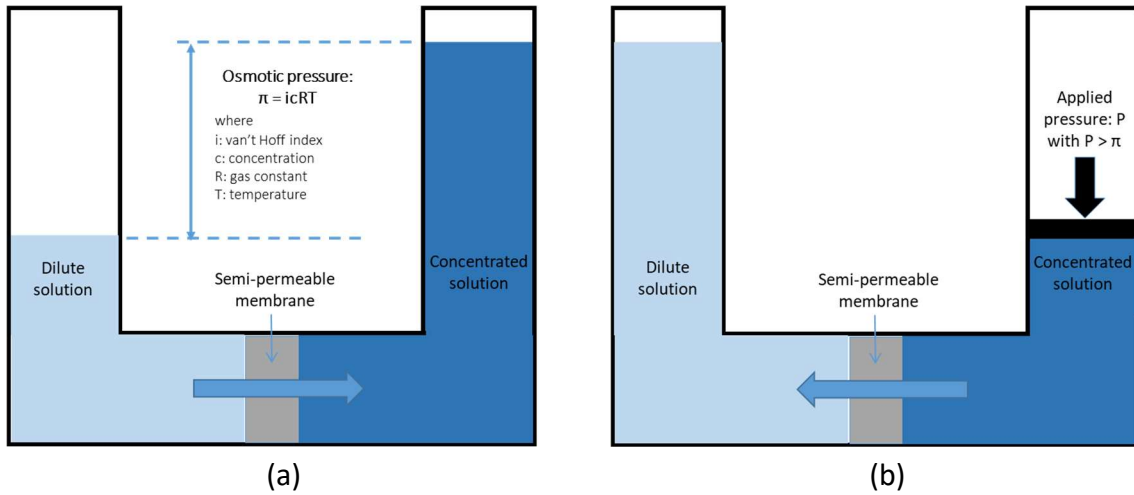 Osmotic pressure:
π = icRT
where
i: van't Hoff index
c: concentration
R: gas constant
T: temperature
Dilute
solution
Semi-permeable
membrane
Concentrated
solution
(a)
Applied
pressure: P
with P > π
Dilute
solution
Semi-permeable
membrane
Concentrated
solution
(b)